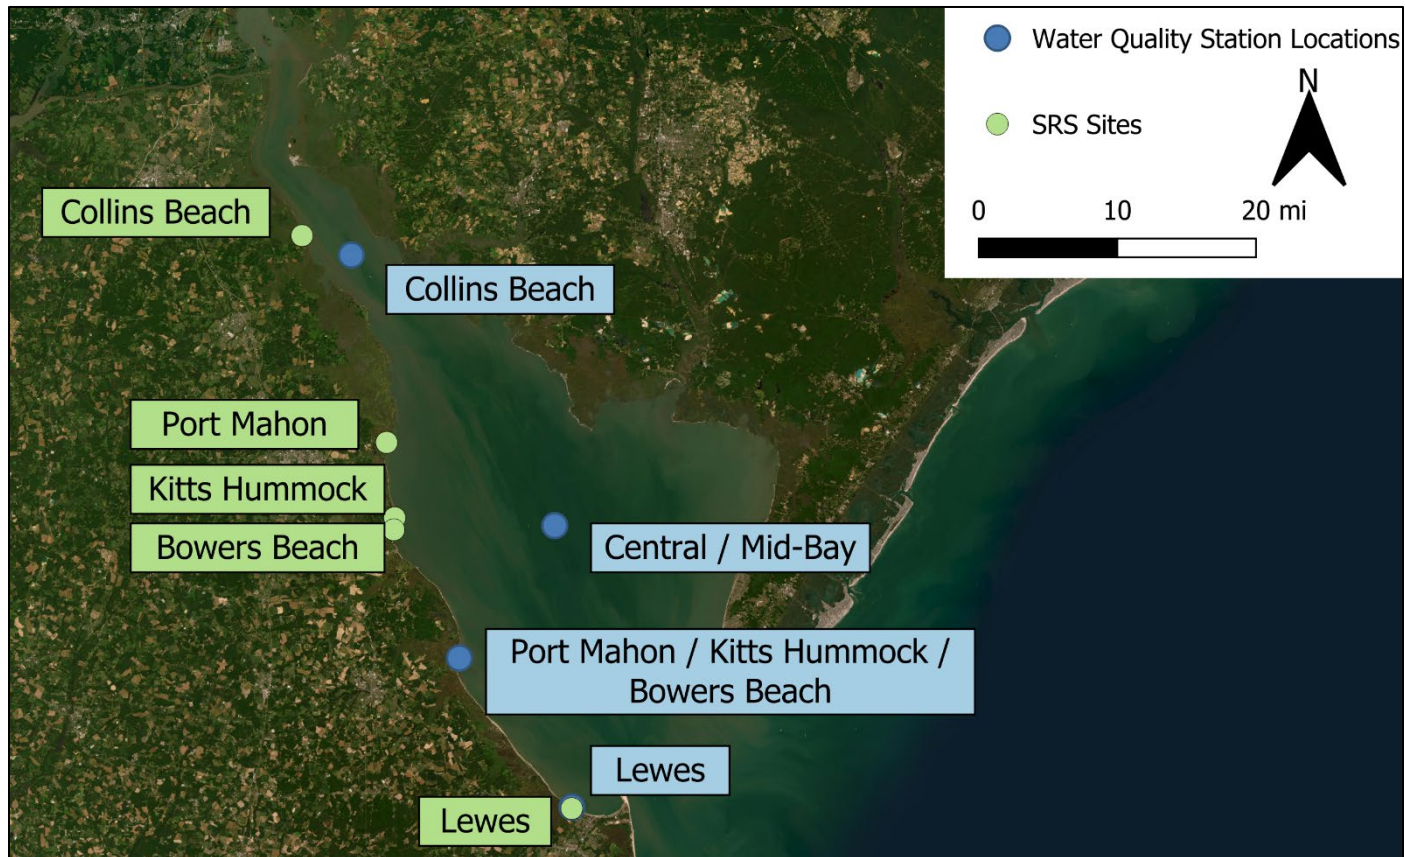 Water Quality Station Locations
SRS Sites
N
0 10 20 mi
Collins Beach
Collins Beach
Port Mahon
Kitts Hummock
Bowers Beach
Central / Mid-Bay
Port Mahon / Kitts Hummock /
Bowers Beach
Lewes
Lewes